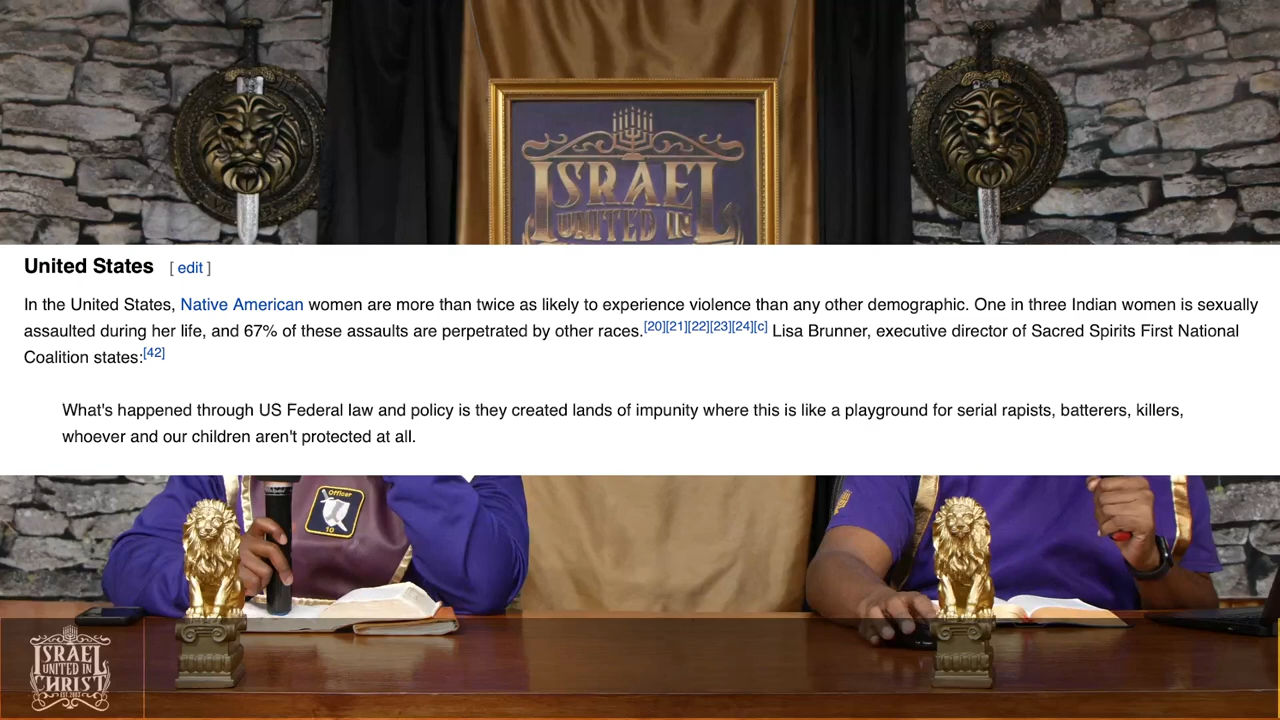 ISRAEL
UNITED IN
United States [ edit ]
In the United States, Native American women are more than twice as likely to experience violence than any other demographic. One in three Indian women is sexually
assaulted during her life, and 67% of these assaults are perpetrated by other races.[20][21][22][23][24][c] Lisa Brunner, executive director of Sacred Spirits First National
Coalition states:[42]
What's happened through US Federal law and policy is they created lands of impunity where this is like a playground for serial rapists, batterers, killers,
whoever and our children aren't protected at all.
Officer
10
ISRAEL
UNITED IN
CHRIST
EST 2003